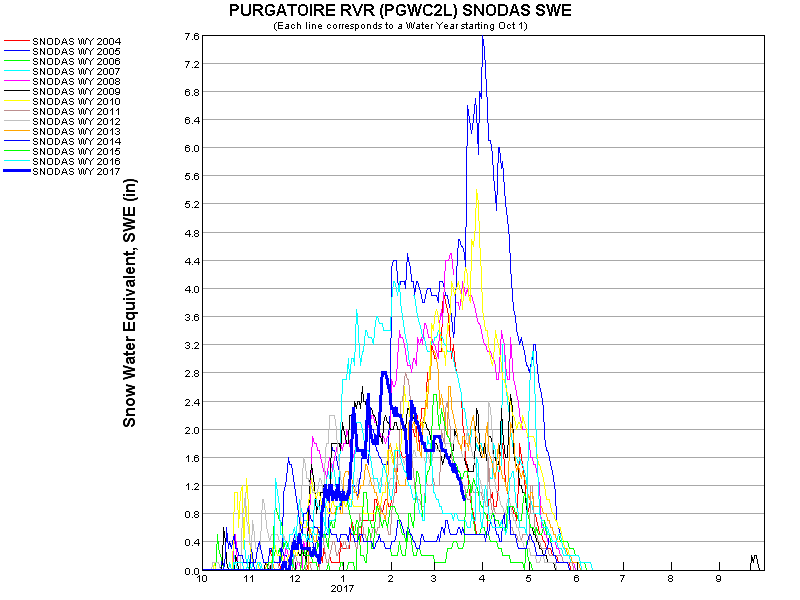 PURGATOIRE RVR (PGWC2L) SNODAS SWE
(Each line corresponds to a Water Year starting Oct 1)
SNODAS WY 2004
SNODAS WY 2005
SNODAS WY 2006
SNODAS WY 2007
SNODAS WY 2008
SNODAS WY 2009
SNODAS WY 2010
SNODAS WY 2011
SNODAS WY 2012
SNODAS WY 2013
SNODAS WY 2014
SNODAS WY 2015
SNODAS WY 2016
SNODAS WY 2017
Snow Water Equivalent, SWE (in)
7.6
7.2
6.8
6.4
6.0
5.6
5.2
4.8
4.4
4.0
3.6
3.2
2.8
2.4
2.0
1.6
1.2
0.8
0.4
0.0
10 11 12 1 2 3 4 5 6 7 8 9
2017